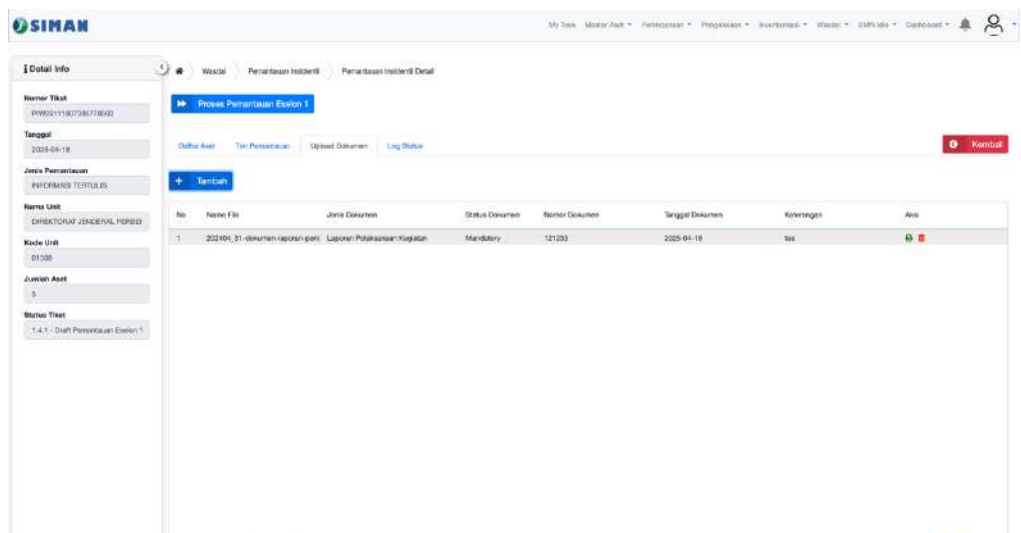 SIMAN
My Task Master Aset Perencanaan Pengelolaan Inventarisasi Wasdal BMN Idle Dashboard
Detail Info
Wasdal
Pemantauan Insidentil
Pemantauan Insidentil Detail
Nomor Tiket
Proses Pemantauan Eselon 1
Tanggal
2025-04-18
Daftar Aset
Tim Pemantauan
Upload Dokumen
Log Status
Kembali
Jenis Pemantauan
INFORMASI TERTULIS
Tambah
Nama Unit
DIREKTORAT JENDERAL
No
Nama File
Jenis Dokumen
Status Dokumen
Nomor Dokumen
Tanggal Dokumen
Keterangan
Aksi
1
Laporan Pelaksanaan Kegiatan
Mandatory
121233
2025-04-18
tes
Kode Unit
Jumlah Aset
3
Status Tiket
1.4.1 - Draft Pemantauan Eselon 1